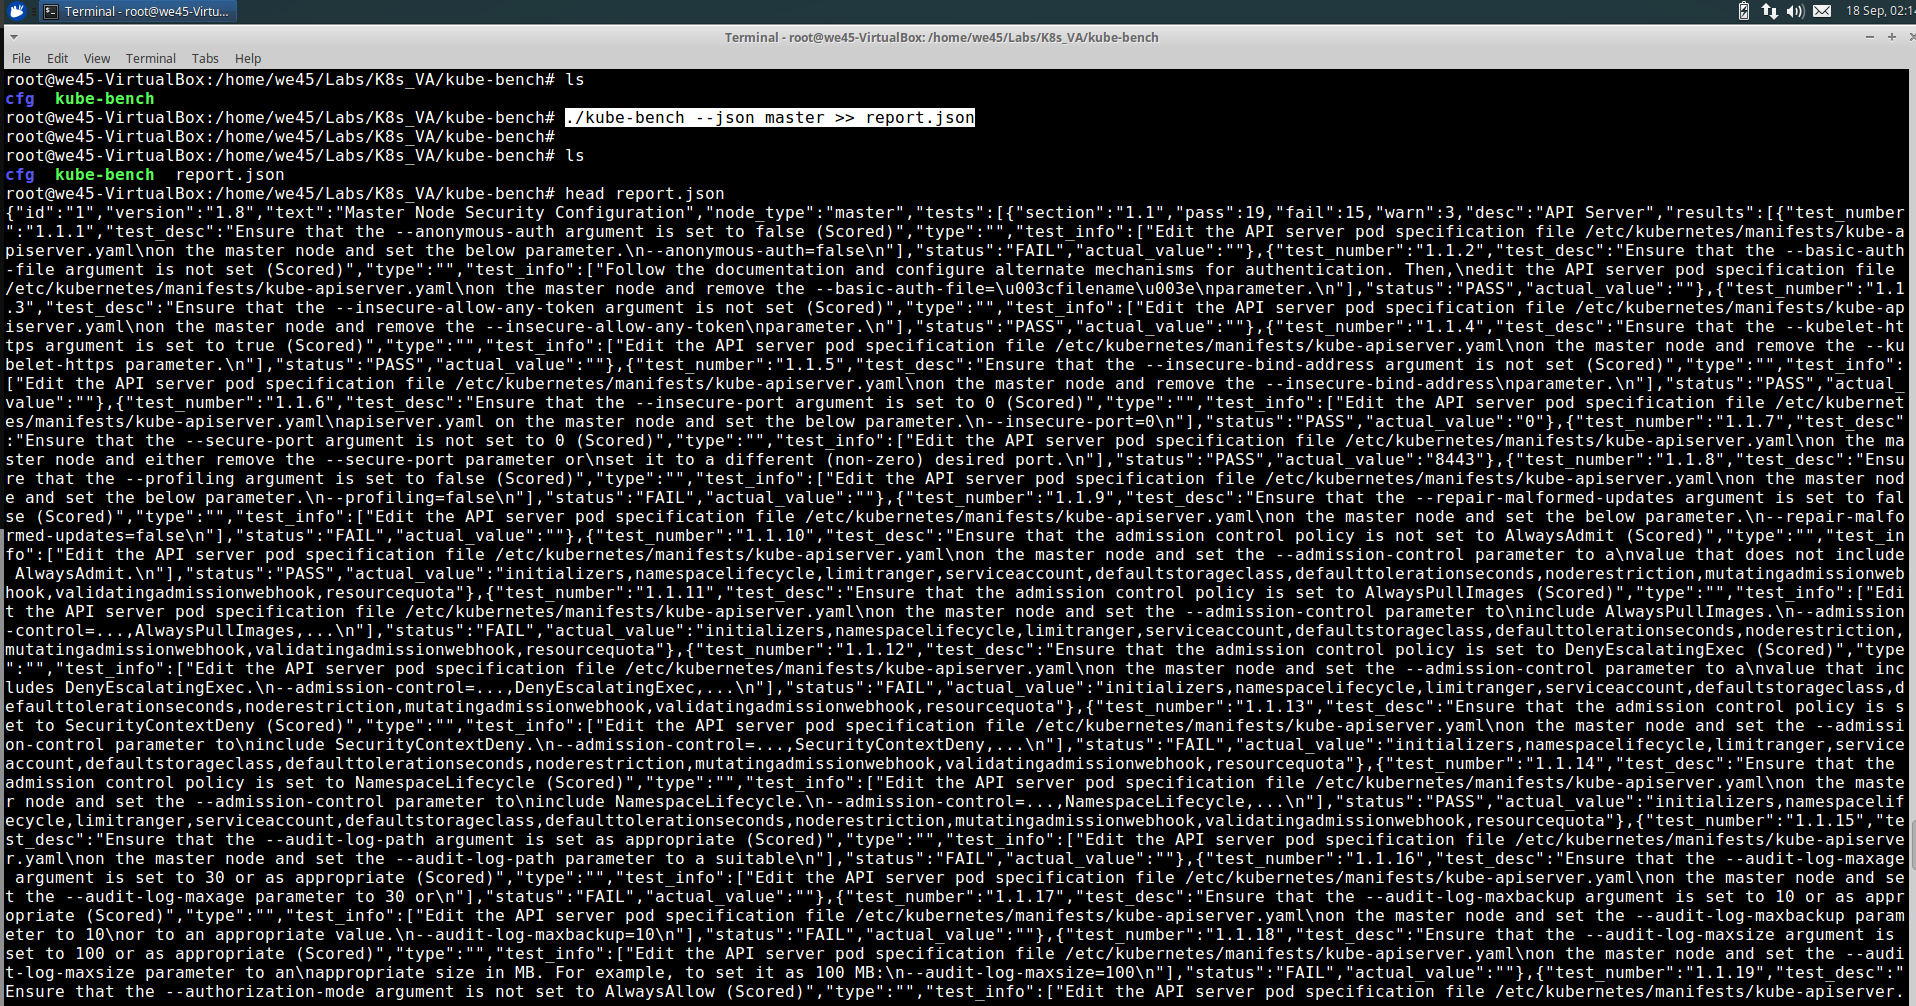 Terminal - root@we45-Virtu...
18 Sep, 02:1
Terminal - root@we45-VirtualBox: /home/we45/Labs/K8s_VA/kube-bench
File Edit View Terminal Tabs Help
root@we45-VirtualBox:/home/we45/Labs/K8s_VA/kube-bench# ls
cfg  kube-bench
root@we45-VirtualBox:/home/we45/Labs/K8s_VA/kube-bench# ./kube-bench --json master >> report.json
root@we45-VirtualBox:/home/we45/Labs/K8s_VA/kube-bench#
root@we45-VirtualBox:/home/we45/Labs/K8s_VA/kube-bench# ls
cfg  kube-bench  report.json
root@we45-VirtualBox:/home/we45/Labs/K8s_VA/kube-bench# head report.json
{"id":"1","version":"1.8","text":"Master Node Security Configuration","node_type":"master","tests":[{"section":"1.1","pass":19,"fail":15,"warn":3,"desc":"API Server","results":[{"test_number
":"1.1.1","test_desc":"Ensure that the --anonymous-auth argument is set to false (Scored)","type":"","test_info":["Edit the API server pod specification file /etc/kubernetes/manifests/kube-a
piserver.yaml\non the master node and set the below parameter.\n--anonymous-auth=false\n"],"status":"FAIL","actual_value":""},{"test_number":"1.1.2","test_desc":"Ensure that the --basic-auth
-file argument is not set (Scored)","type":"","test_info":["Follow the documentation and configure alternate mechanisms for authentication. Then,\nedit the API server pod specification file
/etc/kubernetes/manifests/kube-apiserver.yaml\non the master node and remove the --basic-auth-file=\u003cfilename\u003e\nparameter.\n"],"status":"PASS","actual_value":""},{"test_number":"1.1
.3","test_desc":"Ensure that the --insecure-allow-any-token argument is not set (Scored)","type":"","test_info":["Edit the API server pod specification file /etc/kubernetes/manifests/kube-ap
iserver.yaml\non the master node and remove the --insecure-allow-any-token\nparameter.\n"],"status":"PASS","actual_value":""},{"test_number":"1.1.4","test_desc":"Ensure that the --kubelet-ht
tps argument is set to true (Scored)","type":"","test_info":["Edit the API server pod specification file /etc/kubernetes/manifests/kube-apiserver.yaml\non the master node and remove the --ku
belet-https parameter.\n"],"status":"PASS","actual_value":""},{"test_number":"1.1.5","test_desc":"Ensure that the --insecure-bind-address argument is not set (Scored)","type":"","test_info":
["Edit the API server pod specification file /etc/kubernetes/manifests/kube-apiserver.yaml\non the master node and remove the --insecure-bind-address\nparameter.\n"],"status":"PASS","actual_
value":""},{"test_number":"1.1.6","test_desc":"Ensure that the --insecure-port argument is set to 0 (Scored)","type":"","test_info":["Edit the API server pod specification file /etc/kubernet
es/manifests/kube-apiserver.yaml\napiserver.yaml on the master node and set the below parameter.\n--insecure-port=0\n"],"status":"PASS","actual_value":"0"},{"test_number":"1.1.7","test_desc"
:"Ensure that the --secure-port argument is not set to 0 (Scored)","type":"","test_info":["Edit the API server pod specification file /etc/kubernetes/manifests/kube-apiserver.yaml\non the ma
ster node and either remove the --secure-port parameter or\nset it to a different (non-zero) desired port.\n"],"status":"PASS","actual_value":"8443"},{"test_number":"1.1.8","test_desc":"Ensu
re that the --profiling argument is set to false (Scored)","type":"","test_info":["Edit the API server pod specification file /etc/kubernetes/manifests/kube-apiserver.yaml\non the master nod
e and set the below parameter.\n--profiling=false\n"],"status":"FAIL","actual_value":""},{"test_number":"1.1.9","test_desc":"Ensure that the --repair-malformed-updates argument is set to fal
se (Scored)","type":"","test_info":["Edit the API server pod specification file /etc/kubernetes/manifests/kube-apiserver.yaml\non the master node and set the below parameter.\n--repair-malfo
rmed-updates=false\n"],"status":"FAIL","actual_value":""},{"test_number":"1.1.10","test_desc":"Ensure that the admission control policy is not set to AlwaysAdmit (Scored)","type":"","test_in
fo":["Edit the API server pod specification file /etc/kubernetes/manifests/kube-apiserver.yaml\non the master node and set the --admission-control parameter to a\nvalue that does not include
 AlwaysAdmit.\n"],"status":"PASS","actual_value":"initializers,namespacelifecycle,limitranger,serviceaccount,defaultstorageclass,defaulttolerationseconds,noderestriction,mutatingadmissionweb
hook,validatingadmissionwebhook,resourcequota"},{"test_number":"1.1.11","test_desc":"Ensure that the admission control policy is set to AlwaysPullImages (Scored)","type":"","test_info":["Edi
t the API server pod specification file /etc/kubernetes/manifests/kube-apiserver.yaml\non the master node and set the --admission-control parameter to\ninclude AlwaysPullImages.\n--admission
-control=...,AlwaysPullImages,...\n"],"status":"FAIL","actual_value":"initializers,namespacelifecycle,limitranger,serviceaccount,defaultstorageclass,defaulttolerationseconds,noderestriction,
mutatingadmissionwebhook,validatingadmissionwebhook,resourcequota"},{"test_number":"1.1.12","test_desc":"Ensure that the admission control policy is set to DenyEscalatingExec (Scored)","type
":"","test_info":["Edit the API server pod specification file /etc/kubernetes/manifests/kube-apiserver.yaml\non the master node and set the --admission-control parameter to a\nvalue that inc
ludes DenyEscalatingExec.\n--admission-control=...,DenyEscalatingExec,...\n"],"status":"FAIL","actual_value":"initializers,namespacelifecycle,limitranger,serviceaccount,defaultstorageclass,d
efaulttolerationseconds,noderestriction,mutatingadmissionwebhook,validatingadmissionwebhook,resourcequota"},{"test_number":"1.1.13","test_desc":"Ensure that the admission control policy is s
et to SecurityContextDeny (Scored)","type":"","test_info":["Edit the API server pod specification file /etc/kubernetes/manifests/kube-apiserver.yaml\non the master node and set the --admissi
on-control parameter to\ninclude SecurityContextDeny.\n--admission-control=...,SecurityContextDeny,...\n"],"status":"FAIL","actual_value":"initializers,namespacelifecycle,limitranger,service
account,defaultstorageclass,defaulttolerationseconds,noderestriction,mutatingadmissionwebhook,validatingadmissionwebhook,resourcequota"},{"test_number":"1.1.14","test_desc":"Ensure that the
admission control policy is set to NamespaceLifecycle (Scored)","type":"","test_info":["Edit the API server pod specification file /etc/kubernetes/manifests/kube-apiserver.yaml\non the maste
r node and set the --admission-control parameter to\ninclude NamespaceLifecycle.\n--admission-control=...,NamespaceLifecycle,...\n"],"status":"PASS","actual_value":"initializers,namespacelif
ecycle,limitranger,serviceaccount,defaultstorageclass,defaulttolerationseconds,noderestriction,mutatingadmissionwebhook,validatingadmissionwebhook,resourcequota"},{"test_number":"1.1.15","te
st_desc":"Ensure that the --audit-log-path argument is set as appropriate (Scored)","type":"","test_info":["Edit the API server pod specification file /etc/kubernetes/manifests/kube-apiserve
r.yaml\non the master node and set the --audit-log-path parameter to a suitable\n"],"status":"FAIL","actual_value":""},{"test_number":"1.1.16","test_desc":"Ensure that the --audit-log-maxage
 argument is set to 30 or as appropriate (Scored)","type":"","test_info":["Edit the API server pod specification file /etc/kubernetes/manifests/kube-apiserver.yaml\non the master node and se
t the --audit-log-maxage parameter to 30 or\n"],"status":"FAIL","actual_value":""},{"test_number":"1.1.17","test_desc":"Ensure that the --audit-log-maxbackup argument is set to 10 or as appr
opriate (Scored)","type":"","test_info":["Edit the API server pod specification file /etc/kubernetes/manifests/kube-apiserver.yaml\non the master node and set the --audit-log-maxbackup param
eter to 10\nor to an appropriate value.\n--audit-log-maxbackup=10\n"],"status":"FAIL","actual_value":""},{"test_number":"1.1.18","test_desc":"Ensure that the --audit-log-maxsize argument is
set to 100 or as appropriate (Scored)","type":"","test_info":["Edit the API server pod specification file /etc/kubernetes/manifests/kube-apiserver.yaml\non the master node and set the --audi
t-log-maxsize parameter to an\nappropriate size in MB. For example, to set it as 100 MB:\n--audit-log-maxsize=100\n"],"status":"FAIL","actual_value":""},{"test_number":"1.1.19","test_desc":"
Ensure that the --authorization-mode argument is not set to AlwaysAllow (Scored)","type":"","test_info":["Edit the API server pod specification file /etc/kubernetes/manifests/kube-apiserver.